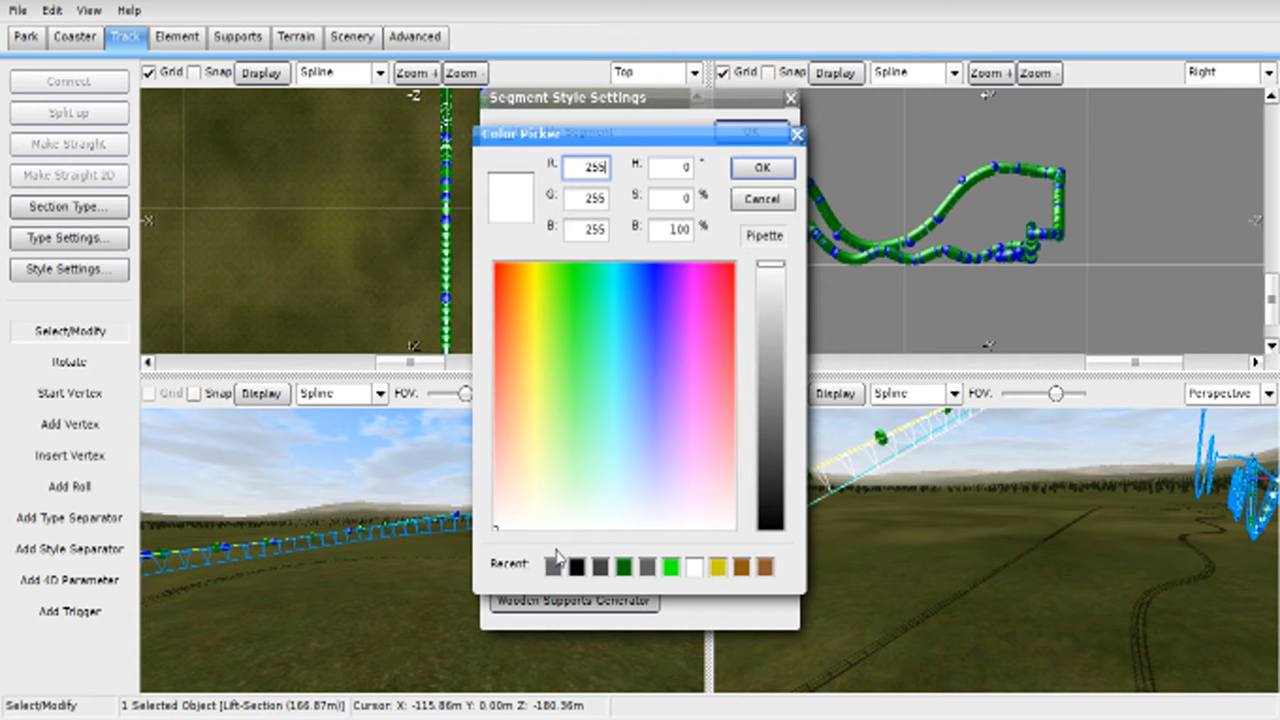 File Edit View Help
Park Coaster Track Element Supports Terrain Scenery Advanced
Connect
Split up
Make Straight
Make Straight 2D
Section Type...
Type Settings...
Style Settings...
Select/Modify
Rotate
Start Vertex
Add Vertex
Insert Vertex
Add Roll
Add Type Separator
Add Style Separator
Add 4D Parameter
Add Trigger
Grid Snap Display Spline Zoom + Zoom - Top
-Z
-X
Grid Snap Display Spline Zoom + Zoom - Right
Grid Snap Display Spline FOV:
Display Spline FOV: Perspective
Segment Style Settings
Segment OK
Color Picker
R: 255 H: 0 °
G: 255 S: 0 %
B: 255 B: 100 %
OK
Cancel
Pipette
Recent:
Wooden Supports Generator
Select/Modify 1 Selected Object [Lift-Section (166.87m)] Cursor: X: -115.86m Y: 0.00m Z: -180.36m